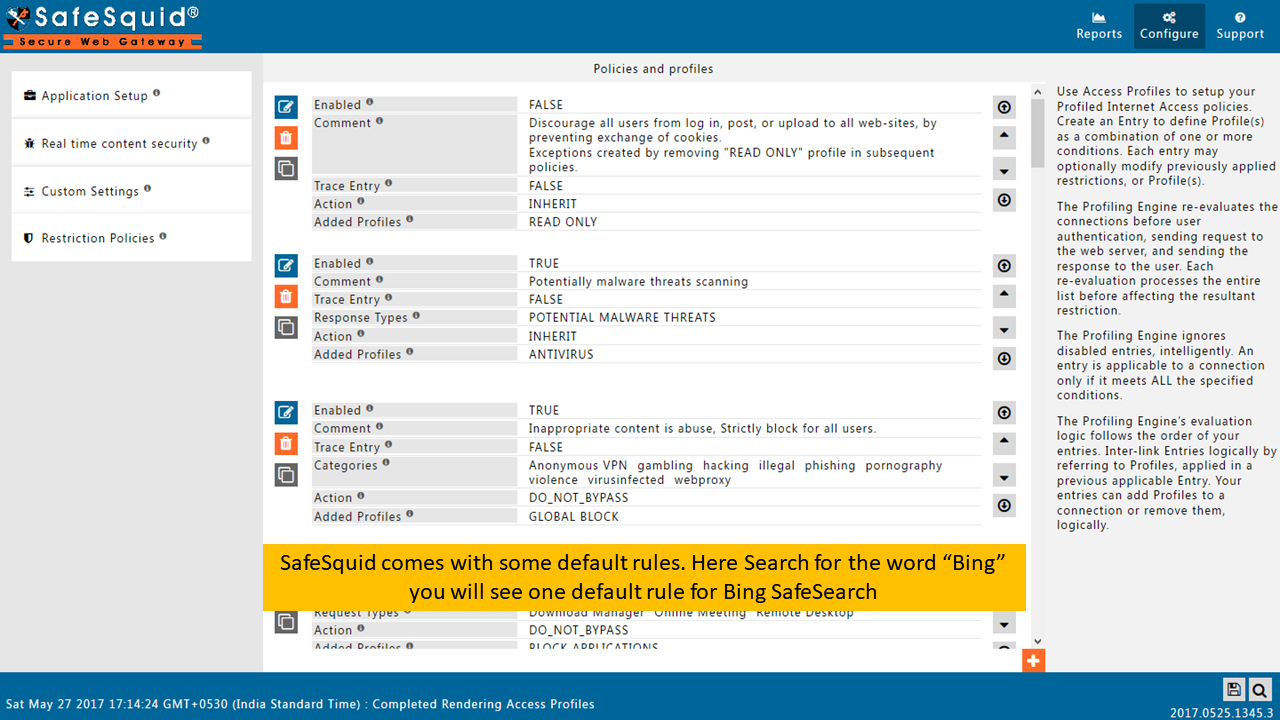 SafeSquid®
Secure Web Gateway
Reports
Configure
Support
Application Setup
Real time content security
Custom Settings
Restriction Policies
Policies and profiles
Enabled FALSE
Comment Discourage all users from log in, post, or upload to all web-sites, by
preventing exchange of cookies.
Exceptions created by removing "READ ONLY" profile in subsequent
policies.
Trace Entry FALSE
Action INHERIT
Added Profiles READ ONLY
Enabled TRUE
Comment Potentially malware threats scanning
Trace Entry FALSE
Response Types POTENTIAL MALWARE THREATS
Action INHERIT
Added Profiles ANTIVIRUS
Enabled TRUE
Comment Inappropriate content is abuse, Strictly block for all users.
Trace Entry FALSE
Categories Anonymous VPN gambling hacking illegal phishing pornography
violence virusinfected webproxy
Action DO_NOT_BYPASS
Added Profiles GLOBAL BLOCK
SafeSquid comes with some default rules. Here Search for the word “Bing”
you will see one default rule for Bing SafeSearch
Request Types Download Manager Online Meeting Remote Desktop
Action DO_NOT_BYPASS
Added Profiles BLOCK APPLICATIONS
Use Access Profiles to setup your
Profiled Internet Access policies.
Create an Entry to define Profile(s)
as a combination of one or more
conditions. Each entry may
optionally modify previously applied
restrictions, or Profile(s).
The Profiling Engine re-evaluates the
connections before user
authentication, sending request to
the web server, and sending the
response to the user. Each
re-evaluation processes the entire
list before affecting the resultant
restriction.
The Profiling Engine ignores
disabled entries, intelligently. An
entry is applicable to a connection
only if it meets ALL the specified
conditions.
The Profiling Engine's evaluation
logic follows the order of your
entries. Inter-link Entries logically by
referring to Profiles, applied in a
previous applicable Entry. Your
entries can add Profiles to a
connection or remove them,
logically.
Sat May 27 2017 17:14:24 GMT+0530 (India Standard Time) : Completed Rendering Access Profiles
2017.0525.1345.3